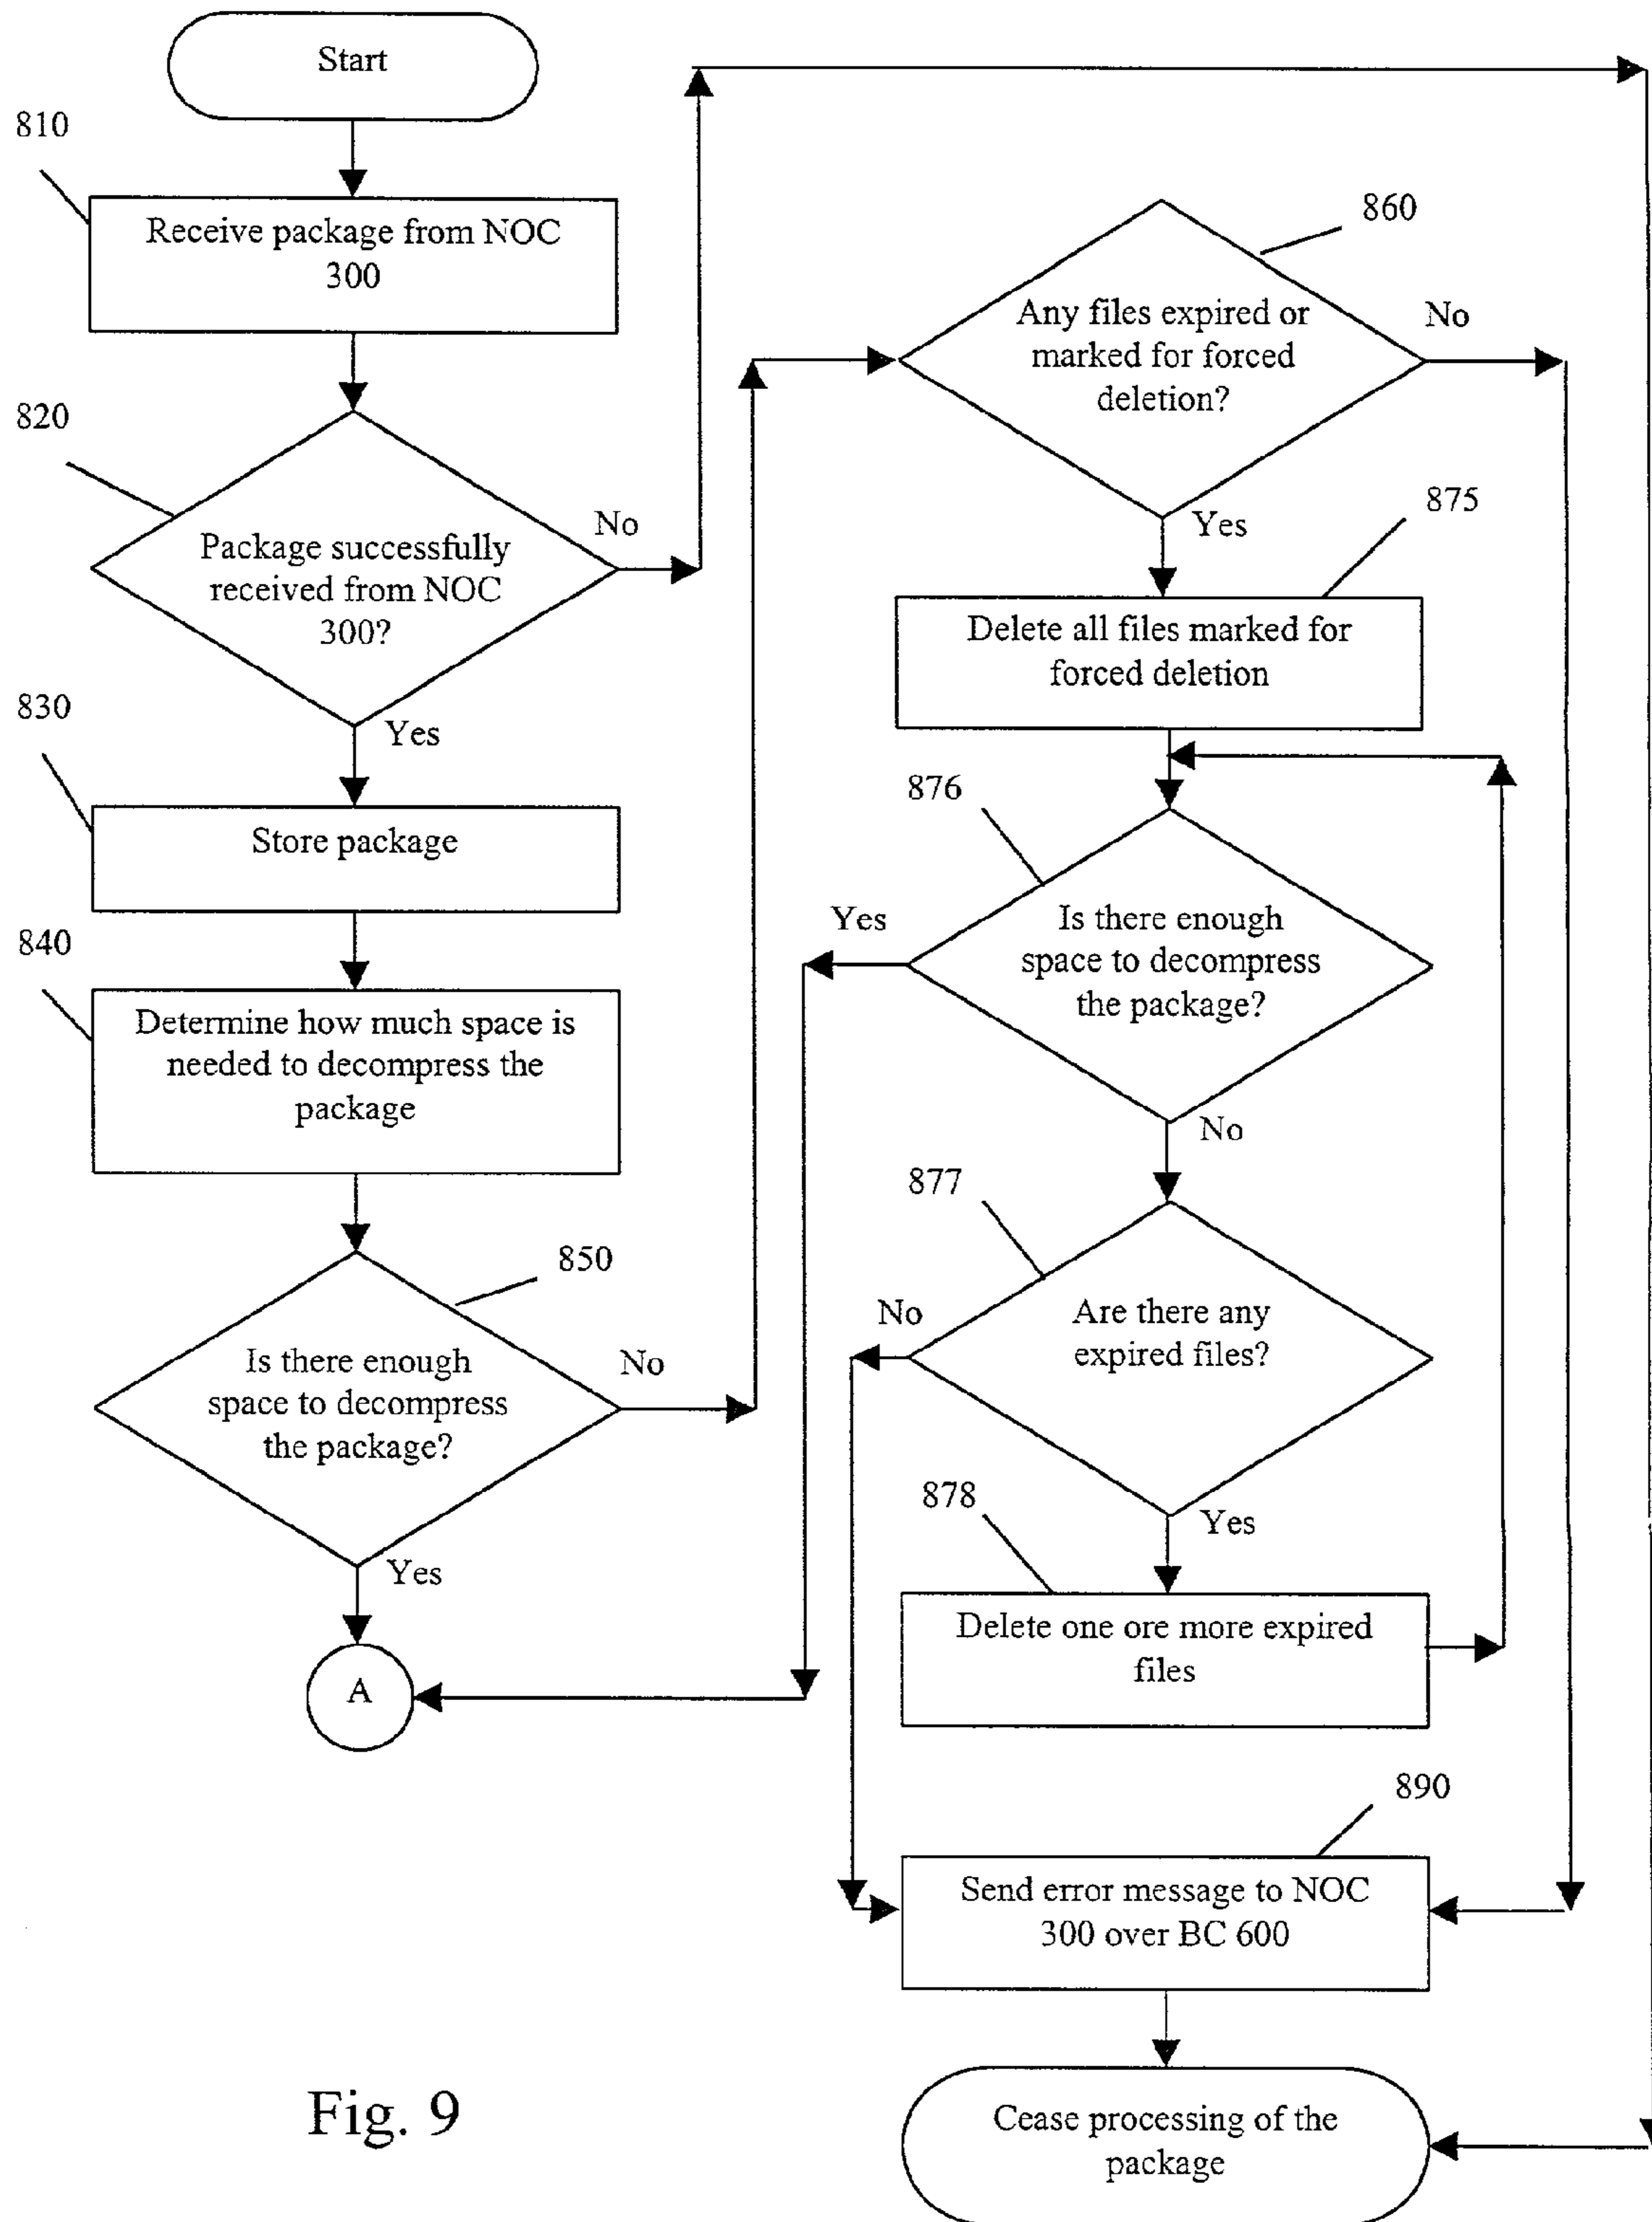 Start
810
Receive package from NOC
300
820
Package successfully
received from NOC
300?
No
Yes
830
Store package
840
Determine how much space is
needed to decompress the
package
850
Is there enough
space to decompress
the package?
No
Yes
A
860
Any files expired or
marked for forced
deletion?
No
Yes
875
Delete all files marked for
forced deletion
876
Is there enough
space to decompress
the package?
Yes
No
877
Are there any
expired files?
No
Yes
878
Delete one ore more expired
files
890
Send error message to NOC
300 over BC 600
Cease processing of the
package
Fig. 9